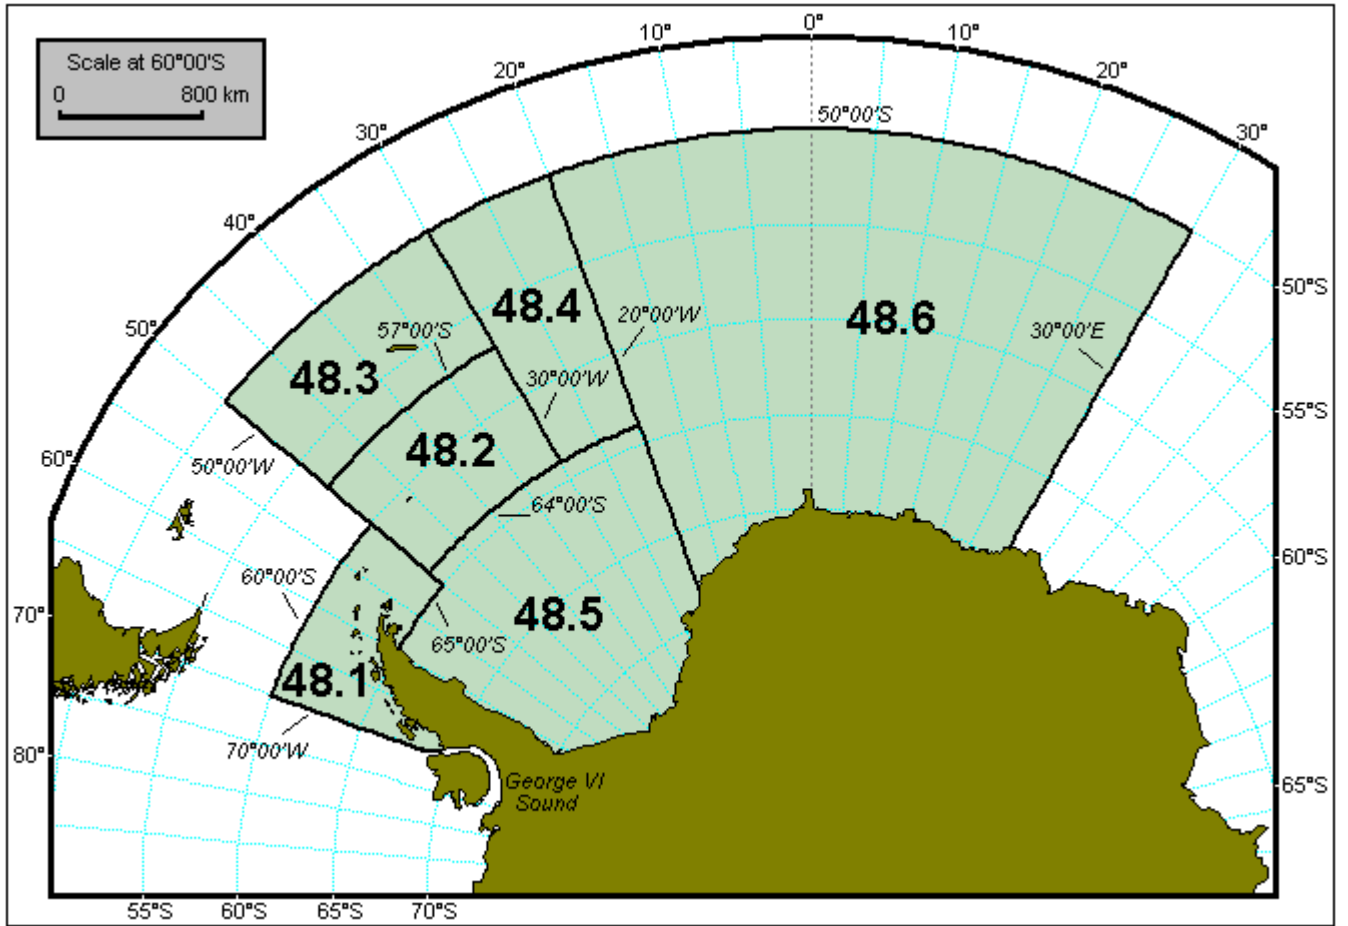 Scale at 60°00'S
0 800 km
0°
10° 10°
20° 20°
30° 30°
40°
50°
60°
70°
80°
50°00'S
50°S
55°S
60°S
65°S
48.4
48.6
20°00'W
30°00'E
57°00'S
48.3
30°00'W
48.2
50°00'W
64°00'S
60°00'S
48.5
65°00'S
48.1
70°00'W
George VI
Sound
55°S 60°S 65°S 70°S